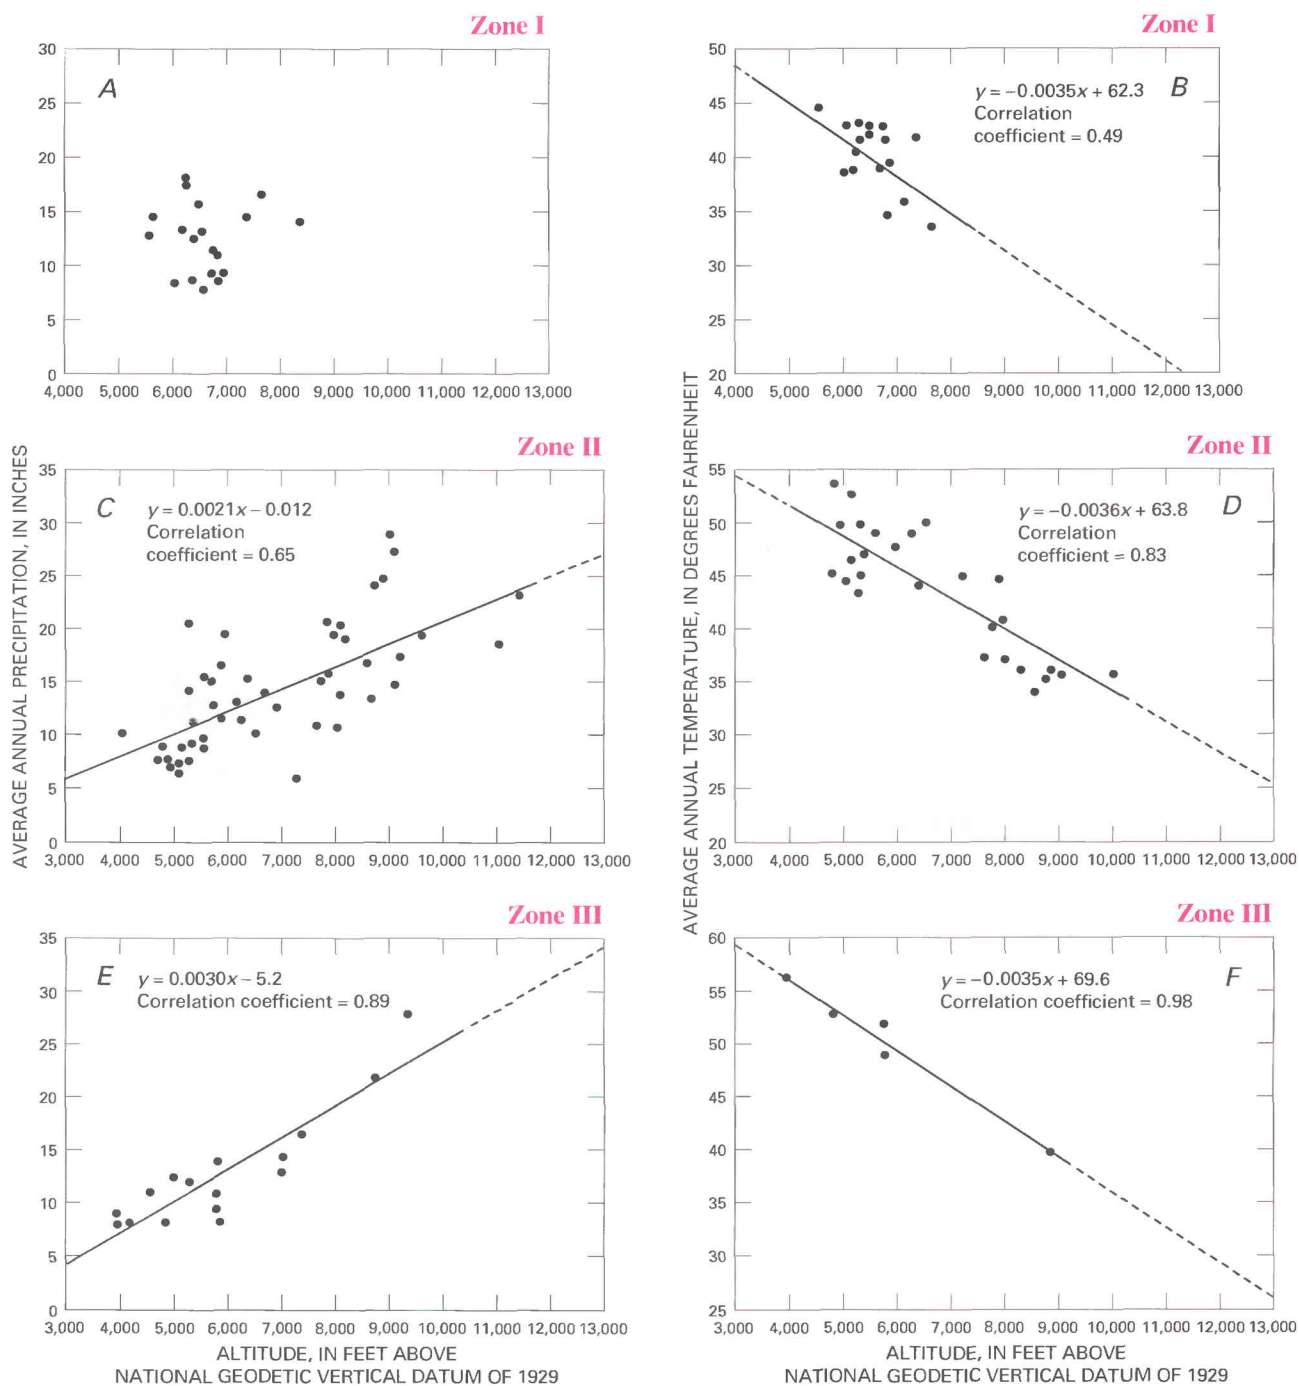 Zone I
30
25
20
15
10
5
0
A
4,000 5,000 6,000 7,000 8,000 9,000 10,000 11,000 12,000 13,000
Zone I
50
45
40
35
30
25
20
y = −0.0035x + 62.3
Correlation
coefficient = 0.49
B
4,000 5,000 6,000 7,000 8,000 9,000 10,000 11,000 12,000 13,000
AVERAGE ANNUAL PRECIPITATION, IN INCHES
Zone II
35
30
25
20
15
10
5
0
C
y = 0.0021x − 0.012
Correlation
coefficient = 0.65
3,000 4,000 5,000 6,000 7,000 8,000 9,000 10,000 11,000 12,000 13,000
AVERAGE ANNUAL TEMPERATURE, IN DEGREES FAHRENHEIT
Zone II
55
50
45
40
35
30
25
20
y = −0.0036x + 63.8
Correlation
coefficient = 0.83
D
3,000 4,000 5,000 6,000 7,000 8,000 9,000 10,000 11,000 12,000 13,000
Zone III
35
30
25
20
15
10
5
0
E
y = 0.0030x − 5.2
Correlation coefficient = 0.89
3,000 4,000 5,000 6,000 7,000 8,000 9,000 10,000 11,000 12,000 13,000
ALTITUDE, IN FEET ABOVE
NATIONAL GEODETIC VERTICAL DATUM OF 1929
Zone III
60
55
50
45
40
35
30
25
y = −0.0035x + 69.6
Correlation coefficient = 0.98
F
3,000 4,000 5,000 6,000 7,000 8,000 9,000 10,000 11,000 12,000 13,000
ALTITUDE, IN FEET ABOVE
NATIONAL GEODETIC VERTICAL DATUM OF 1929